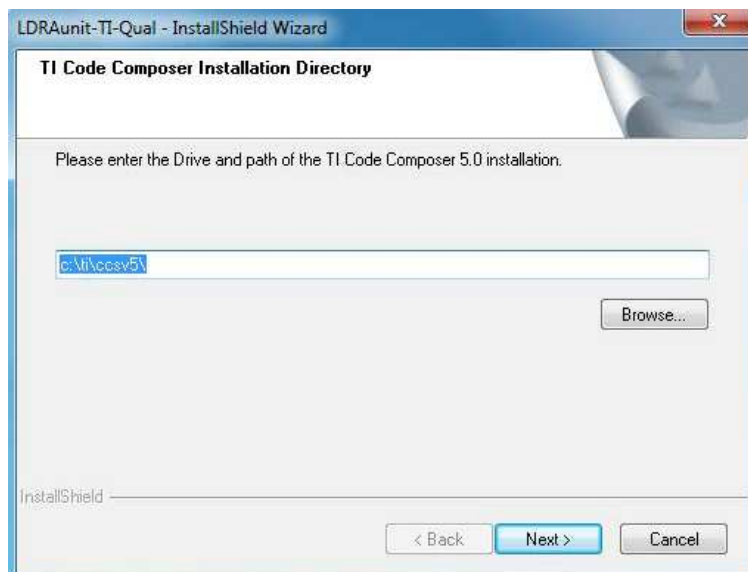 LDRAunit-TI-Qual - InstallShield Wizard
TI Code Composer Installation Directory
Please enter the Drive and path of the TI Code Composer 5.0 installation.
c:\ti\ccsv5\
Browse...
InstallShield
< Back
Next >
Cancel